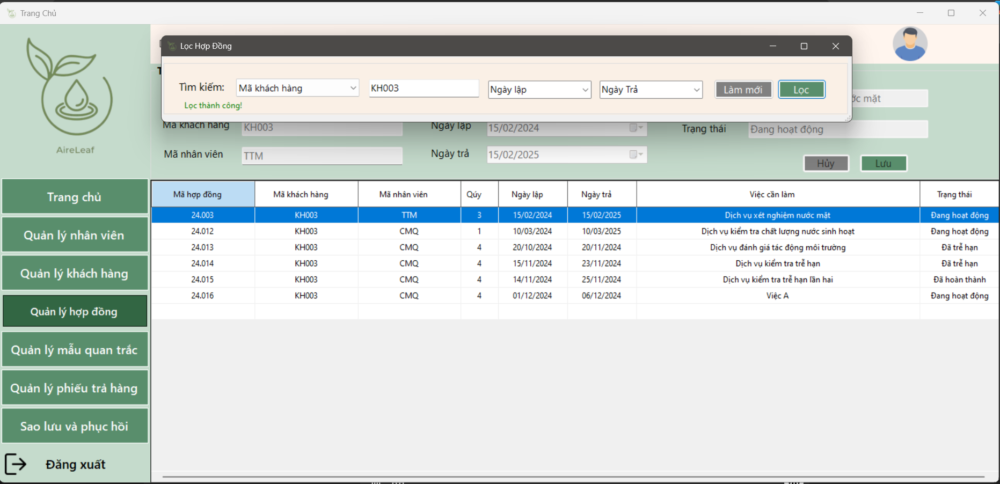 Trang Chủ
Lọc Hợp Đồng
Tìm kiếm: Mã khách hàng KH003 Ngày lập Ngày Trả Làm mới Lọc
Lọc thành công!
Mã khách hàng KH003 Ngày lập 15/02/2024 Trạng thái Đang hoạt động
mặt
Mã nhân viên TTM Ngày trả 15/02/2025
Hủy Lưu
AireLeaf
Trang chủ
Quản lý nhân viên
Quản lý khách hàng
Quản lý hợp đồng
Quản lý mẫu quan trắc
Quản lý phiếu trả hàng
Sao lưu và phục hồi
Đăng xuất
Mã hợp đồng Mã khách hàng Mã nhân viên Qúy Ngày lập Ngày trả Việc cần làm Trạng thái
24.003 KH003 TTM 3 15/02/2024 15/02/2025 Dịch vụ xét nghiệm nước mặt Đang hoạt động
24.012 KH003 CMQ 1 10/03/2024 10/03/2025 Dịch vụ kiểm tra chất lượng nước sinh hoạt Đang hoạt động
24.013 KH003 CMQ 4 20/10/2024 20/11/2024 Dịch vụ đánh giá tác động môi trường Đã trễ hạn
24.014 KH003 CMQ 4 15/11/2024 23/11/2024 Dịch vụ kiểm tra trễ hạn Đã trễ hạn
24.015 KH003 CMQ 4 14/11/2024 25/11/2024 Dịch vụ kiểm tra trễ hạn lần hai Đã hoàn thành
24.016 KH003 CMQ 4 01/12/2024 06/12/2024 Việc A Đang hoạt động